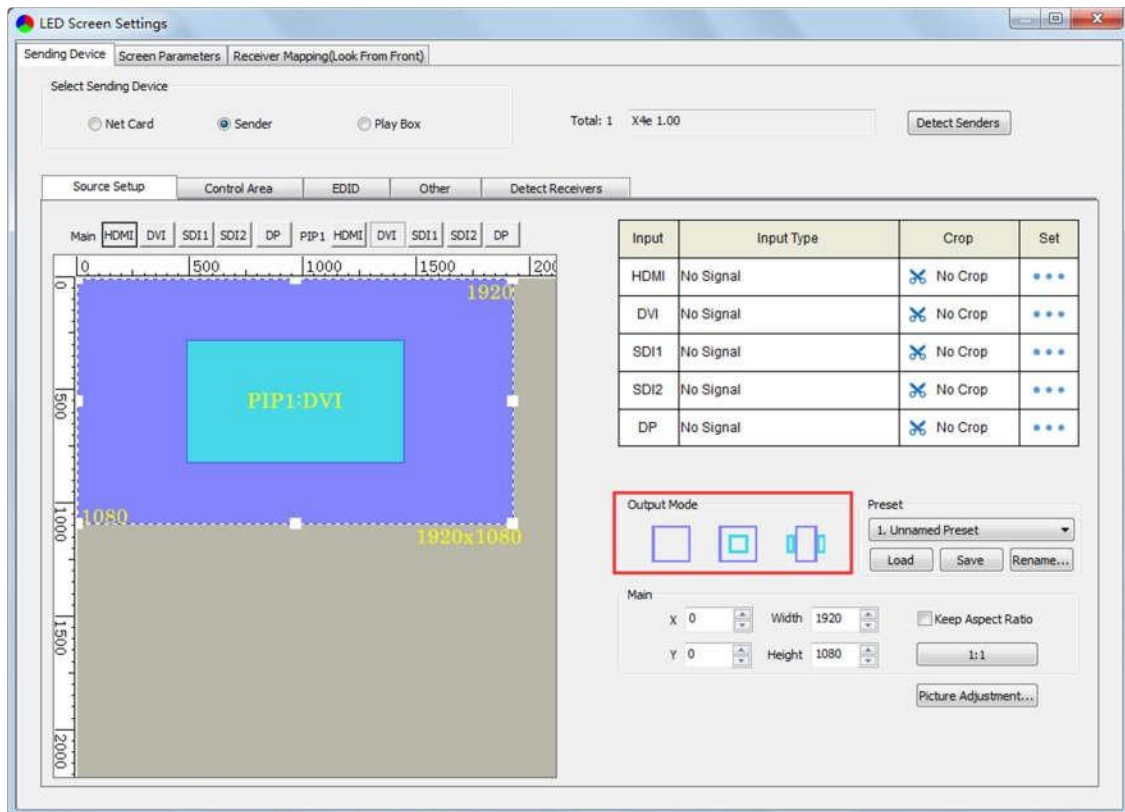 LED Screen Settings
Sending Device Screen Parameters Receiver Mapping(Look From Front)
Select Sending Device
Net Card Sender Play Box
Total: 1 X4e 1.00 Detect Senders
Source Setup Control Area EDID Other Detect Receivers
Main HDMI DVI SDI1 SDI2 DP PIP1 HDMI DVI SDI1 SDI2 DP
0 500 1000 1500 200
0
500
1000
1500
2000
1920
PIP1:DVI
1080
1920x1080
Input Input Type Crop Set
HDMI No Signal No Crop
DVI No Signal No Crop
SDI1 No Signal No Crop
SDI2 No Signal No Crop
DP No Signal No Crop
Output Mode
Preset
1. Unnamed Preset
Load Save Rename...
Main
X 0 Width 1920 Keep Aspect Ratio
Y 0 Height 1080 1:1
Picture Adjustment...